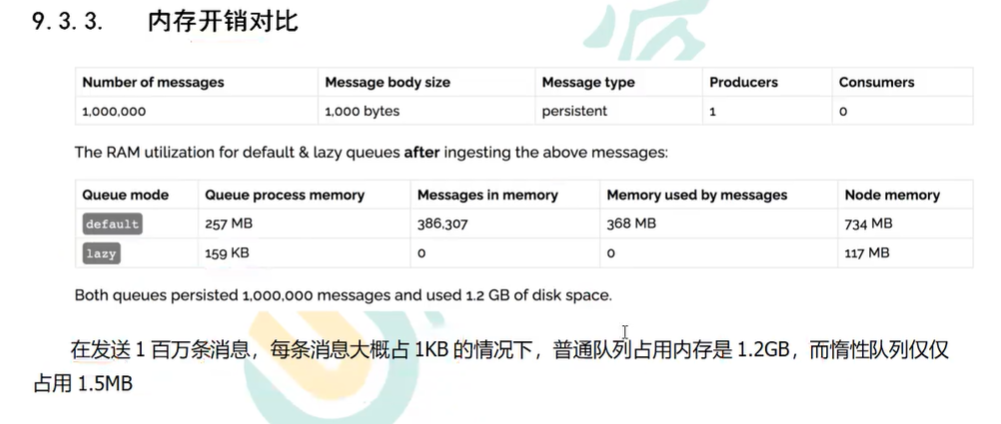 9.3.3. 内存开销对比
Number of messages Message body size Message type Producers Consumers
1,000,000 1,000 bytes persistent 1 0
The RAM utilization for default & lazy queues after ingesting the above messages:
Queue mode Queue process memory Messages in memory Memory used by messages Node memory
default 257 MB 386,307 368 MB 734 MB
lazy 159 KB 0 0 117 MB
Both queues persisted 1,000,000 messages and used 1.2 GB of disk space.
在发送 1 百万条消息，每条消息大概占 1KB 的情况下，普通队列占用内存是 1.2GB，而惰性队列仅仅
占用 1.5MB